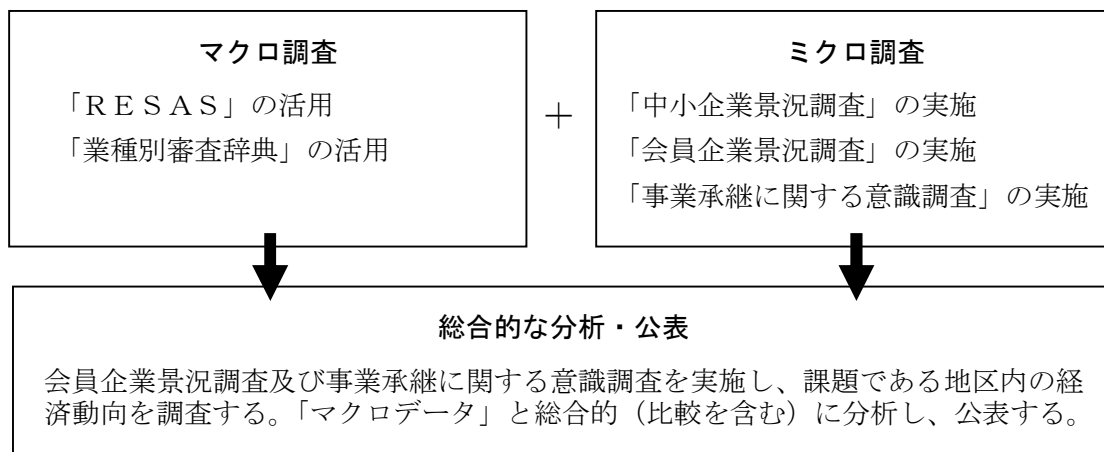 マクロ調査
「ＲＥＳＡＳ」の活用
「業種別審査辞典」の活用
＋
ミクロ調査
「中小企業景況調査」の実施
「会員企業景況調査」の実施
「事業承継に関する意識調査」の実施
総合的な分析・公表
会員企業景況調査及び事業承継に関する意識調査を実施し、課題である地区内の経
済動向を調査する。「マクロデータ」と総合的（比較を含む）に分析し、公表する。